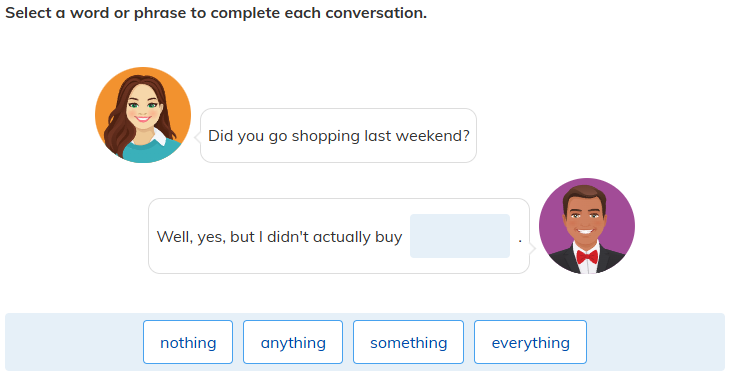 Select a word or phrase to complete each conversation.
Did you go shopping last weekend?
Well, yes, but I didn't actually buy .
nothing anything something everything